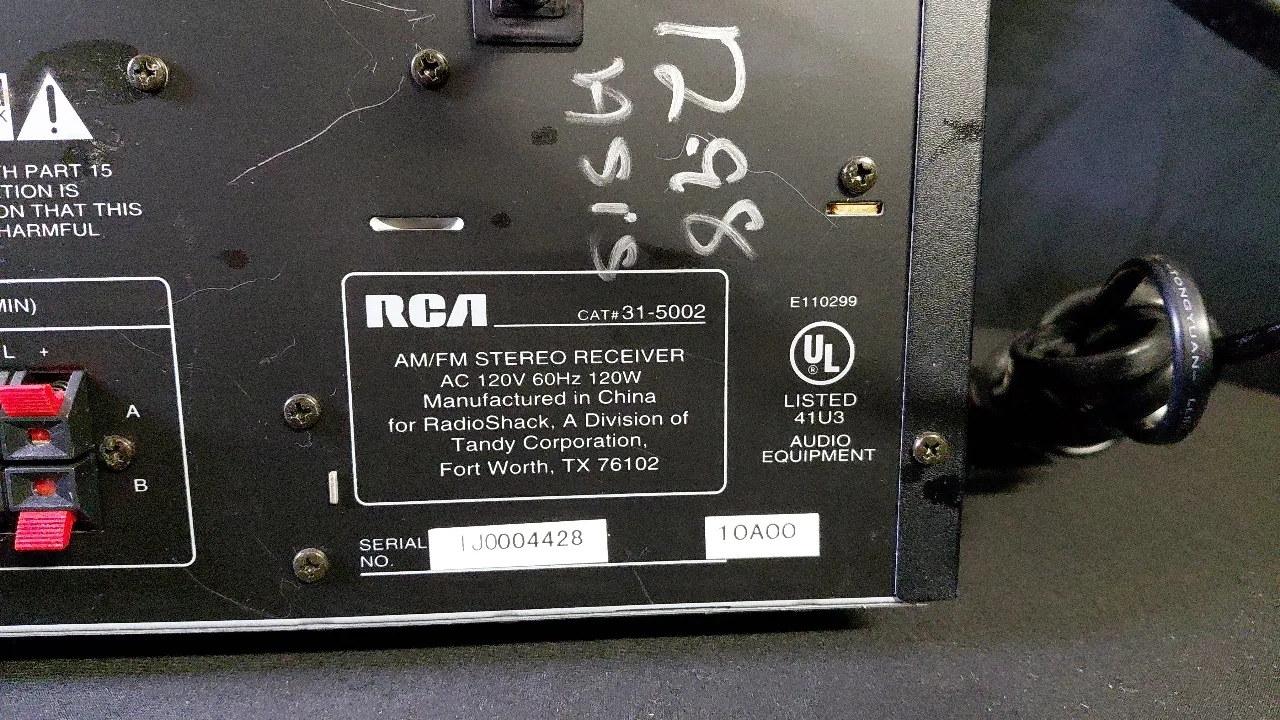 TH PART 15
TION IS
ON THAT THIS
HARMFUL
MIN)
L +
A
B
RCA CAT# 31-5002
AM/FM STEREO RECEIVER
AC 120V 60Hz 120W
Manufactured in China
for RadioShack, A Division of
Tandy Corporation,
Fort Worth, TX 76102
E110299
UL
®
LISTED
41U3
AUDIO
EQUIPMENT
SERIAL NO. 1J0004428
10A00